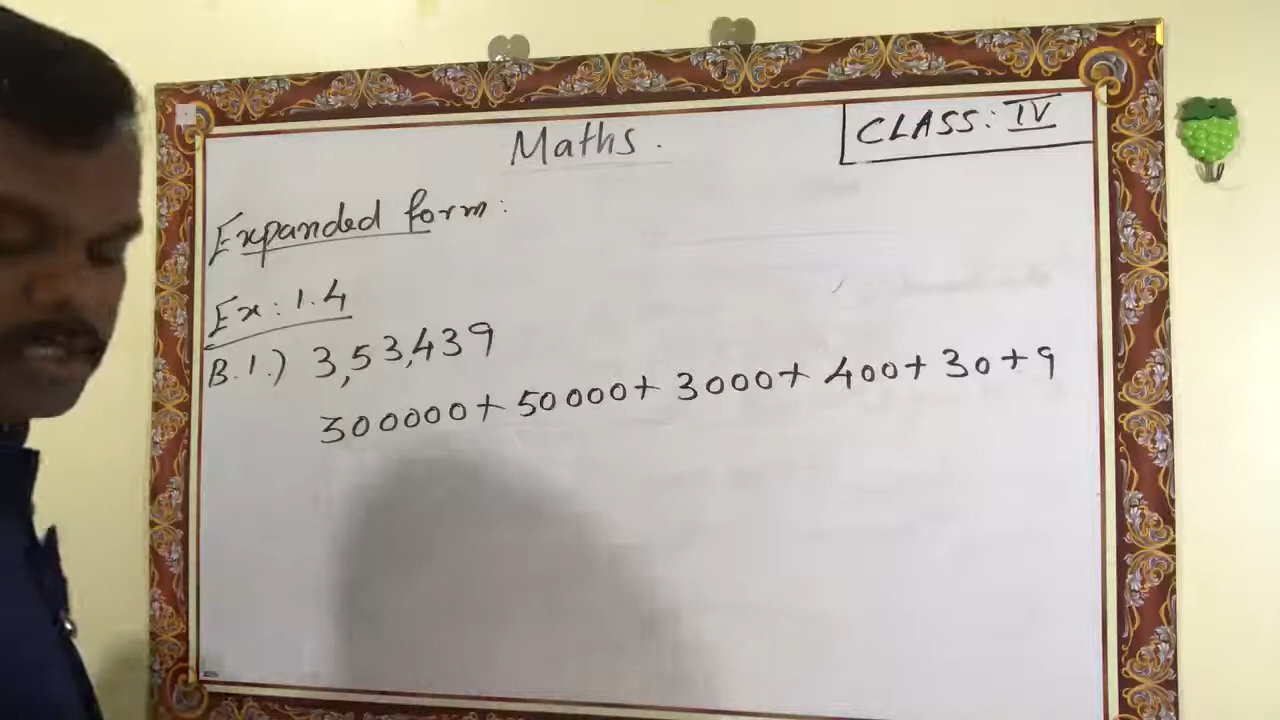 Maths.
CLASS: IV
Expanded form:
Ex: 1.4
B.1.) 3,53,439
300000+ 50000+ 3000+ 400+ 30+9